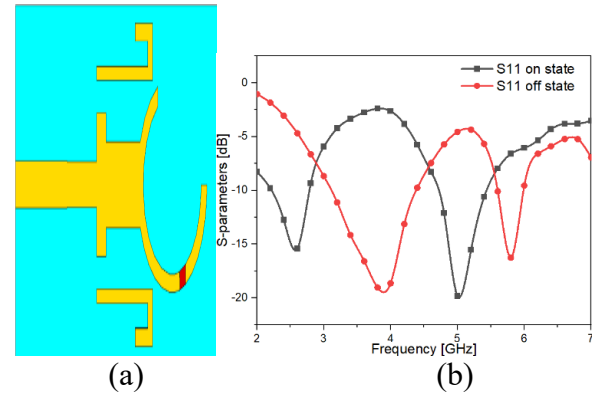 S11 on state
S11 off state
0
-5
-10
-15
-20
S-parameters [dB]
2 3 4 5 6 7
Frequency [GHz]
(a) (b)